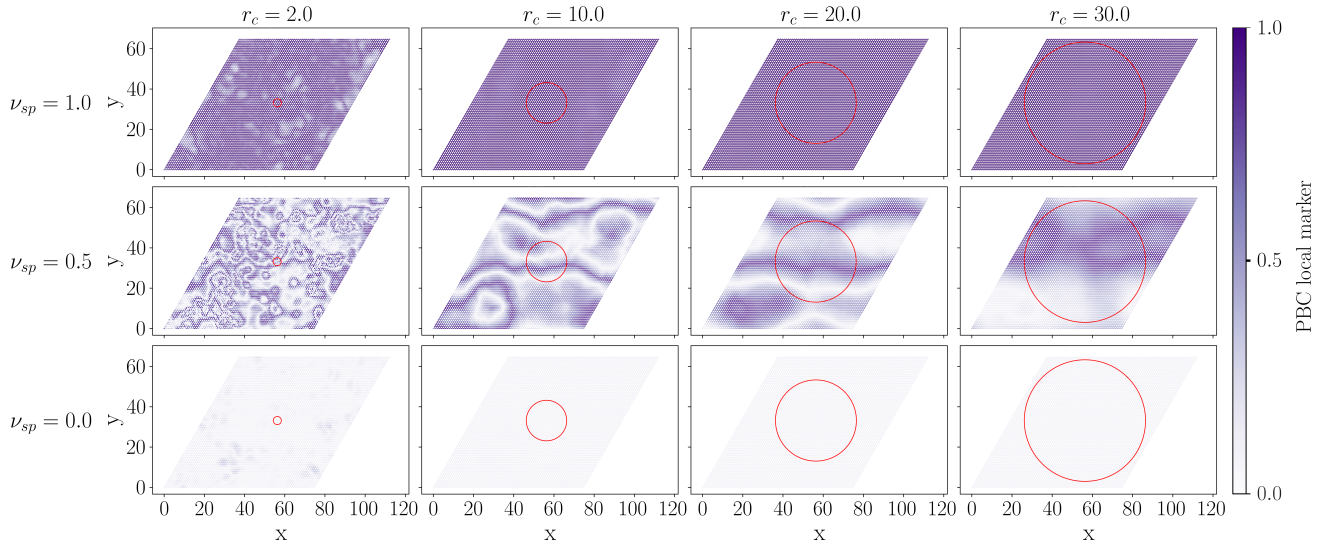 r_c = 2.0 r_c = 10.0 r_c = 20.0 r_c = 30.0
ν_sp = 1.0 y 60 40 20 0
ν_sp = 0.5 y 60 40 20 0
ν_sp = 0.0 y 60 40 20 0
0 20 40 60 80 100 120 0 20 40 60 80 100 120 0 20 40 60 80 100 120 0 20 40 60 80 100 120
x x x x
1.0
0.5
0.0
PBC local marker